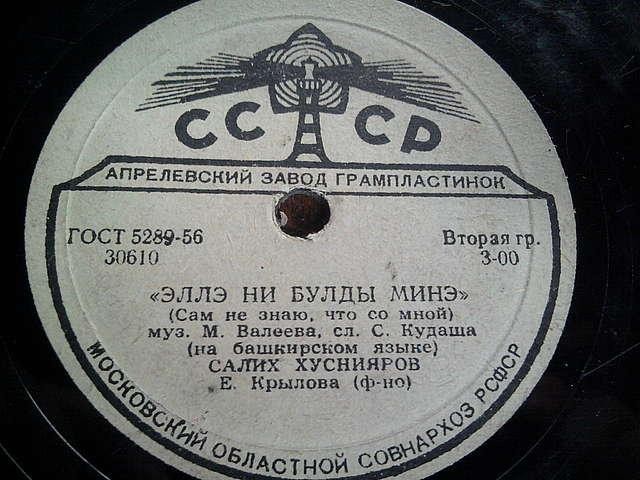 СССР
АПРЕЛЕВСКИЙ ЗАВОД ГРАМПЛАСТИНОК
ГОСТ 5289-56
30610
Вторая гр.
3-00
«ЭЛЛЭ НИ БУЛДЫ МИНЭ»
(Сам не знаю, что со мной)
муз. М. Валеева, сл. С. Кудаша
(на башкирском языке)
САЛИХ ХУСНИЯРОВ
Е. Крылова (ф-но)
МОСКОВСКИЙ ОБЛАСТНОЙ СОВНАРХОЗ РСФСР